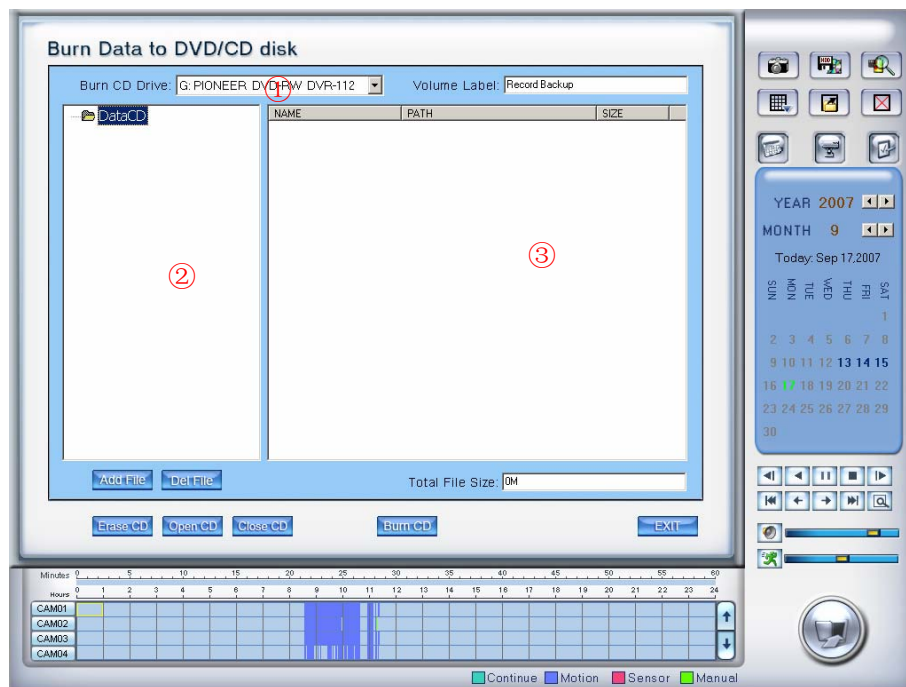 Burn Data to DVD/CD disk
Burn CD Drive: G: PIONEER DVD-RW DVR-112 Volume Label: Record Backup
①
DataCD
NAME PATH SIZE
②
③
Add File Del File Total File Size: 0M
Erase CD Open CD Close CD Burn CD EXIT
YEAR 2007
MONTH 9
Today: Sep 17,2007
SUN MON TUE WED THU FRI SAT
1
2 3 4 5 6 7 8
9 10 11 12 13 14 15
16 17 18 19 20 21 22
23 24 25 26 27 28 29
30
Minutes 0 5 10 15 20 25 30 35 40 45 50 55 60
Hours 0 1 2 3 4 5 6 7 8 9 10 11 12 13 14 15 16 17 18 19 20 21 22 23 24
CAM01
CAM02
CAM03
CAM04
Continue Motion Sensor Manual